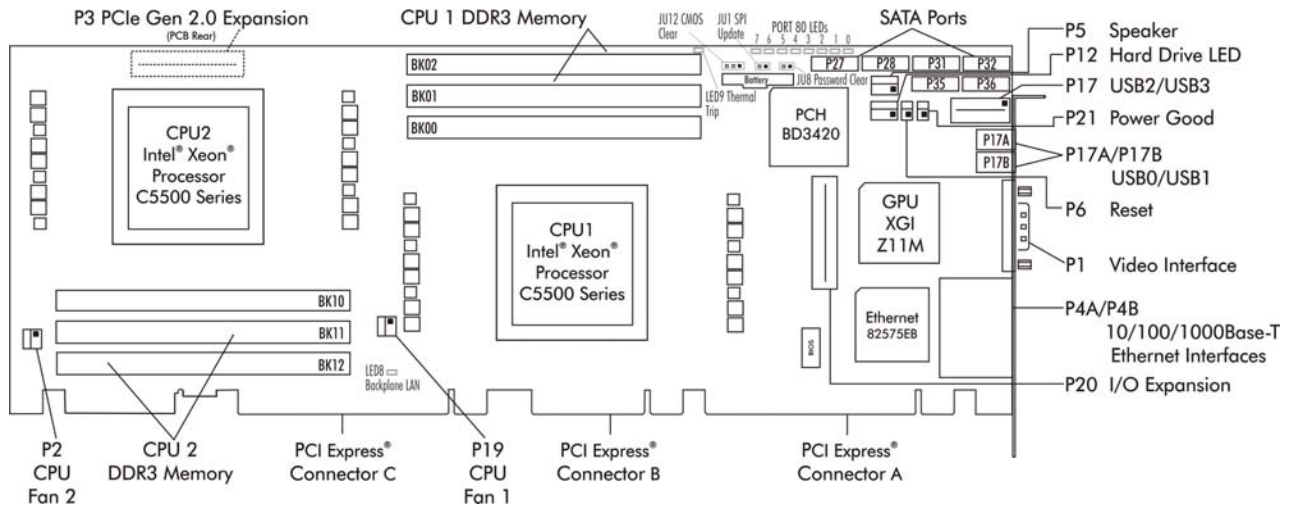 P3 PCIe Gen 2.0 Expansion
(PCB Rear)
CPU 1 DDR3 Memory
JU12 CMOS
Clear
JU1 SPI
Update
PORT 80 LEDs
7 6 5 4 3 2 1 0
SATA Ports
P5 Speaker
P12 Hard Drive LED
P17 USB2/USB3
P21 Power Good
P17A/P17B
USB0/USB1
P6 Reset
P1 Video Interface
P4A/P4B
10/100/1000Base-T
Ethernet Interfaces
P20 I/O Expansion
BK02
BK01
BK00
Battery
JU8 Password Clear
LED9 Thermal
Trip
P27
P28
P31
P32
P35
P36
P17A
P17B
PCH
BD3420
CPU2
Intel® Xeon®
Processor
C5500 Series
CPU1
Intel® Xeon®
Processor
C5500 Series
GPU
XGI
Z11M
Ethernet
82575EB
BIOS
BK10
BK11
BK12
LED8
Backplane LAN
P2
CPU
Fan 2
CPU 2
DDR3 Memory
PCI Express®
Connector C
P19
CPU
Fan 1
PCI Express®
Connector B
PCI Express®
Connector A